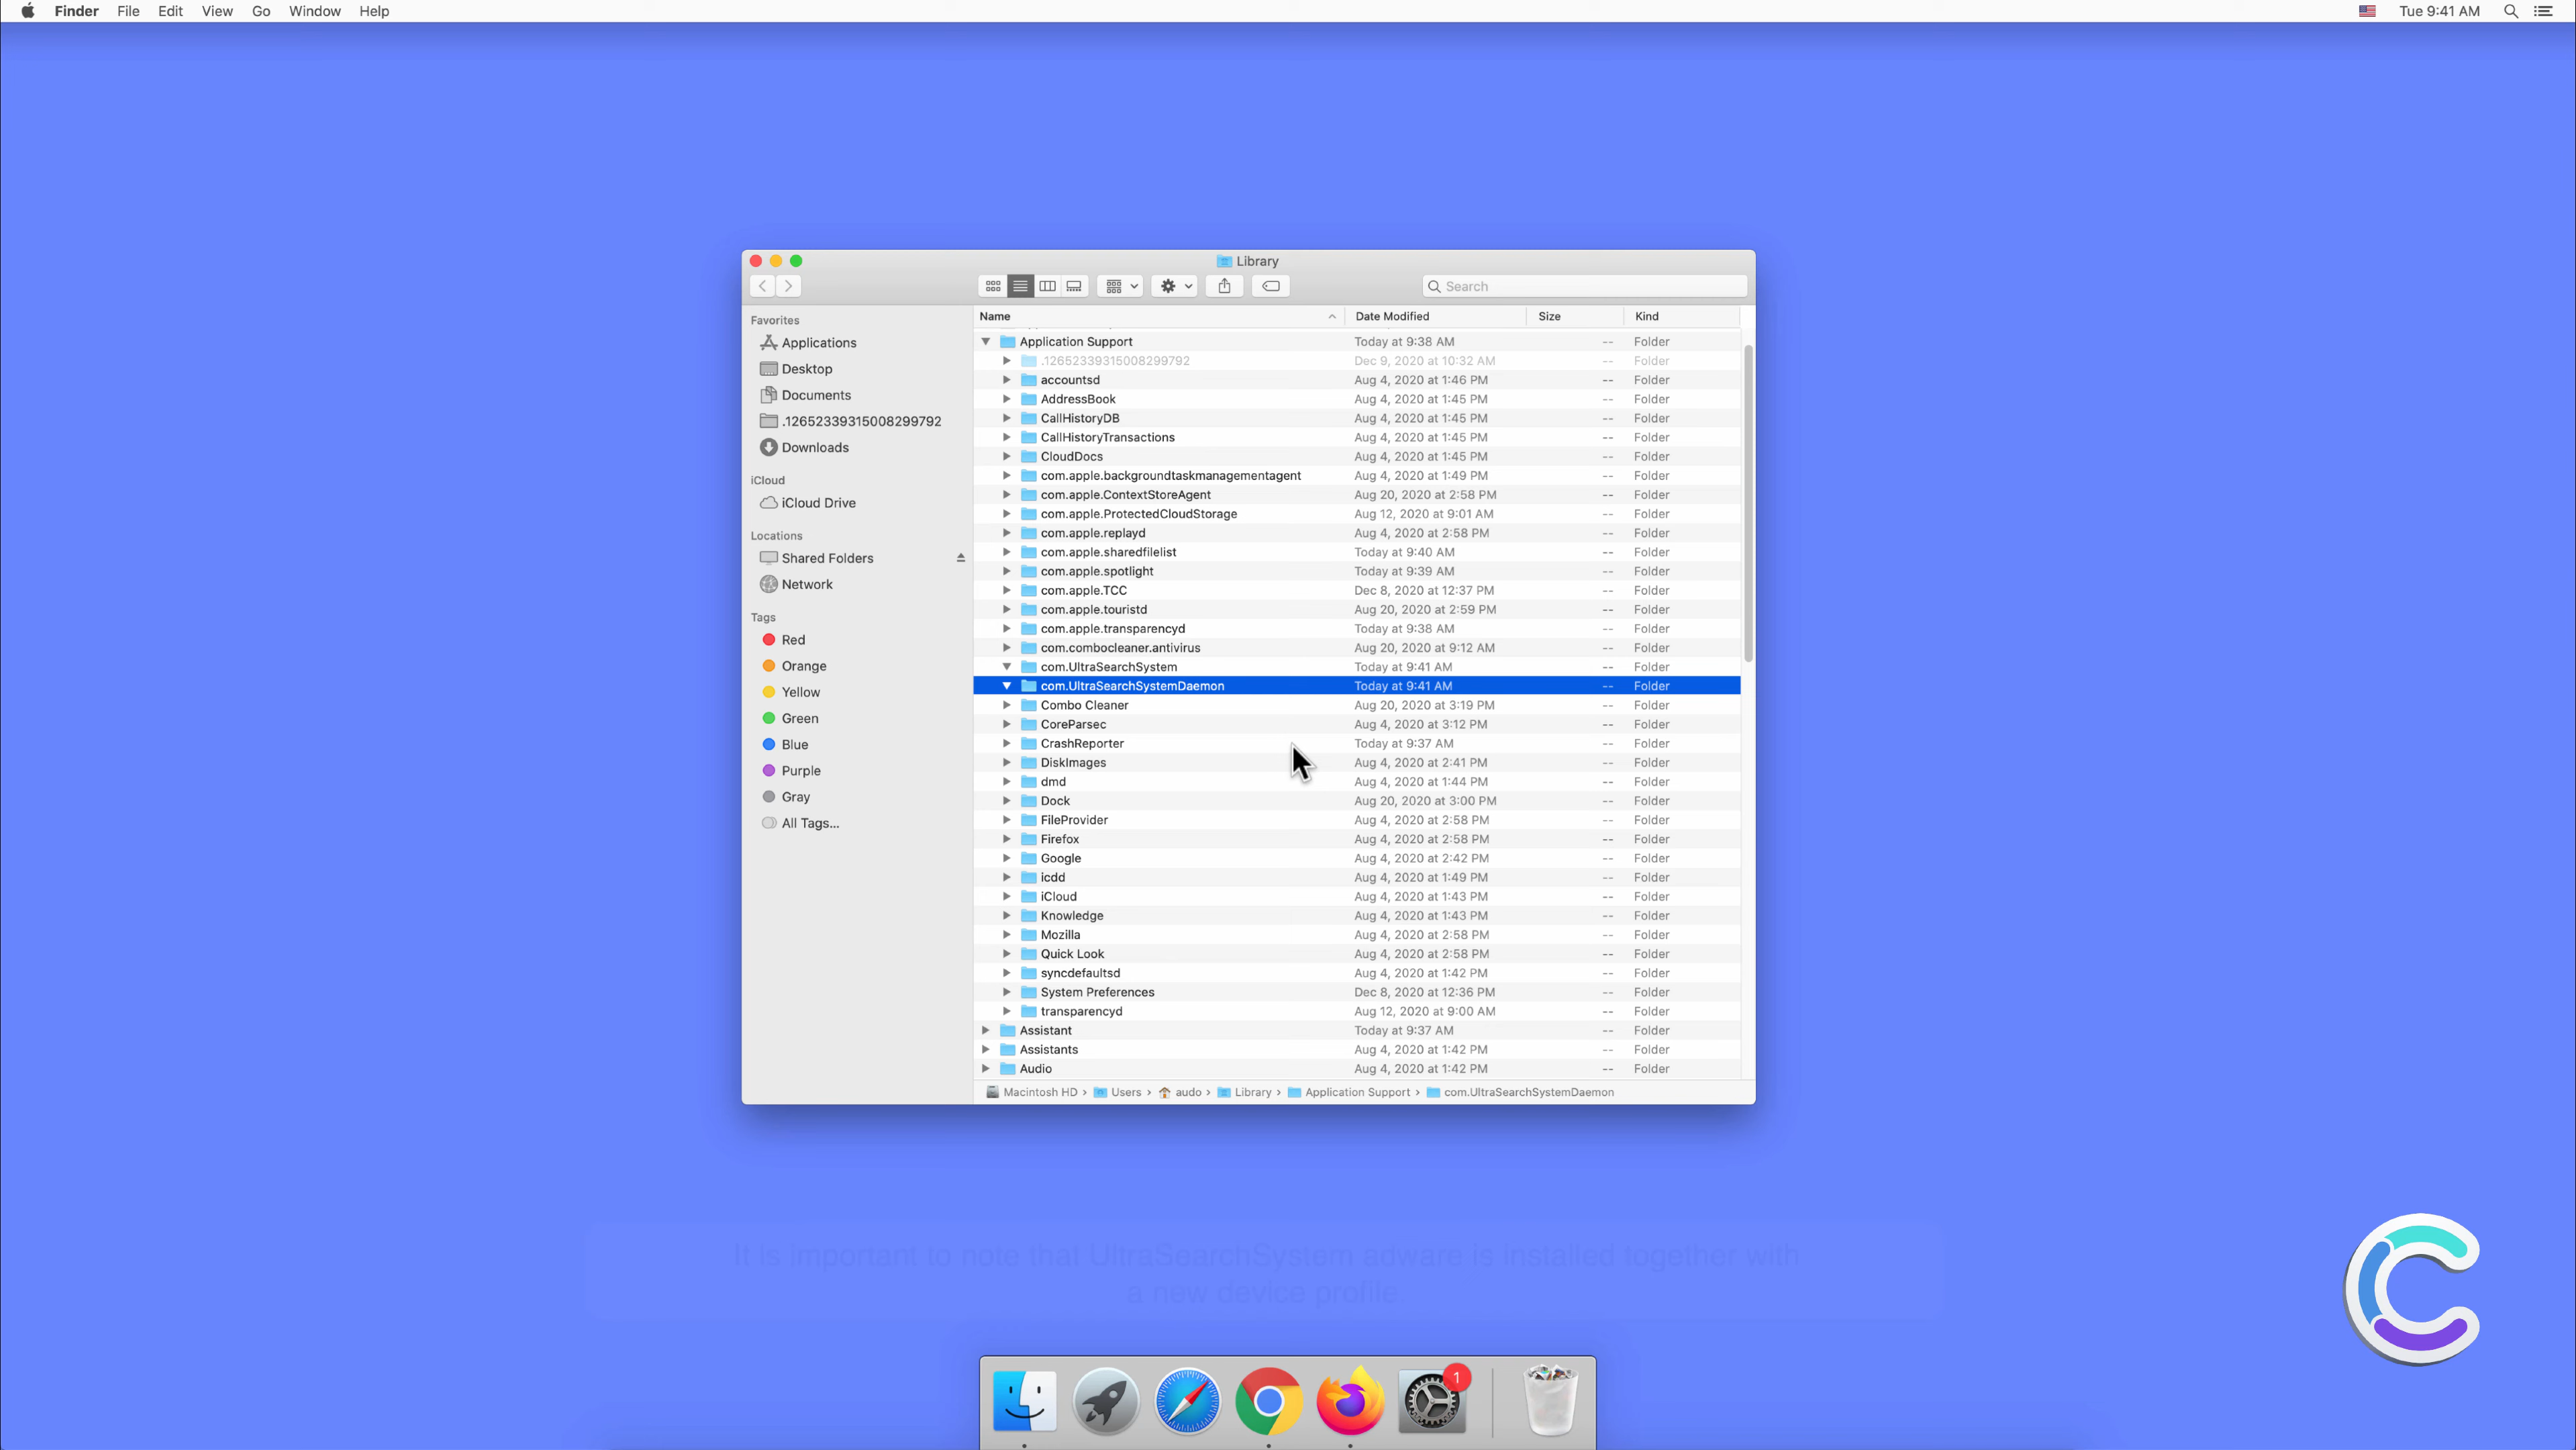 Finder File Edit View Go Window Help Tue 9:41 AM
Library
Search
Favorites
Applications
Desktop
Documents
.12652339315008299792
Downloads
iCloud
iCloud Drive
Locations
Shared Folders
Network
Tags
Red
Orange
Yellow
Green
Blue
Purple
Gray
All Tags...
Name Date Modified Size Kind
Application Support Today at 9:38 AM -- Folder
.12652339315008299792 Dec 9, 2020 at 10:32 AM -- Folder
accountsd Aug 4, 2020 at 1:46 PM -- Folder
AddressBook Aug 4, 2020 at 1:45 PM -- Folder
CallHistoryDB Aug 4, 2020 at 1:45 PM -- Folder
CallHistoryTransactions Aug 4, 2020 at 1:45 PM -- Folder
CloudDocs Aug 4, 2020 at 1:45 PM -- Folder
com.apple.backgroundtaskmanagementagent Aug 4, 2020 at 1:49 PM -- Folder
com.apple.ContextStoreAgent Aug 20, 2020 at 2:58 PM -- Folder
com.apple.ProtectedCloudStorage Aug 12, 2020 at 9:01 AM -- Folder
com.apple.replayd Aug 4, 2020 at 2:58 PM -- Folder
com.apple.sharedfilelist Today at 9:40 AM -- Folder
com.apple.spotlight Today at 9:39 AM -- Folder
com.apple.TCC Dec 8, 2020 at 12:37 PM -- Folder
com.apple.touristd Aug 20, 2020 at 2:59 PM -- Folder
com.apple.transparencyd Today at 9:38 AM -- Folder
com.combocleaner.antivirus Aug 20, 2020 at 9:12 AM -- Folder
com.UltraSearchSystem Today at 9:41 AM -- Folder
com.UltraSearchSystemDaemon Today at 9:41 AM -- Folder
Combo Cleaner Aug 20, 2020 at 3:19 PM -- Folder
CoreParsec Aug 4, 2020 at 3:12 PM -- Folder
CrashReporter Today at 9:37 AM -- Folder
DiskImages Aug 4, 2020 at 2:41 PM -- Folder
dmd Aug 4, 2020 at 1:44 PM -- Folder
Dock Aug 20, 2020 at 3:00 PM -- Folder
FileProvider Aug 4, 2020 at 2:58 PM -- Folder
Firefox Aug 4, 2020 at 2:58 PM -- Folder
Google Aug 4, 2020 at 2:42 PM -- Folder
icdd Aug 4, 2020 at 1:49 PM -- Folder
iCloud Aug 4, 2020 at 1:43 PM -- Folder
Knowledge Aug 4, 2020 at 1:43 PM -- Folder
Mozilla Aug 4, 2020 at 2:58 PM -- Folder
Quick Look Aug 4, 2020 at 2:58 PM -- Folder
syncdefaultsd Aug 4, 2020 at 1:42 PM -- Folder
System Preferences Dec 8, 2020 at 12:36 PM -- Folder
transparencyd Aug 12, 2020 at 9:00 AM -- Folder
Assistant Today at 9:37 AM -- Folder
Assistants Aug 4, 2020 at 1:42 PM -- Folder
Audio Aug 4, 2020 at 1:42 PM -- Folder
Macintosh HD › Users › audo › Library › Application Support › com.UltraSearchSystemDaemon
It is important to note that UltraSearchSystem adware is installed together with
a new device profile
1